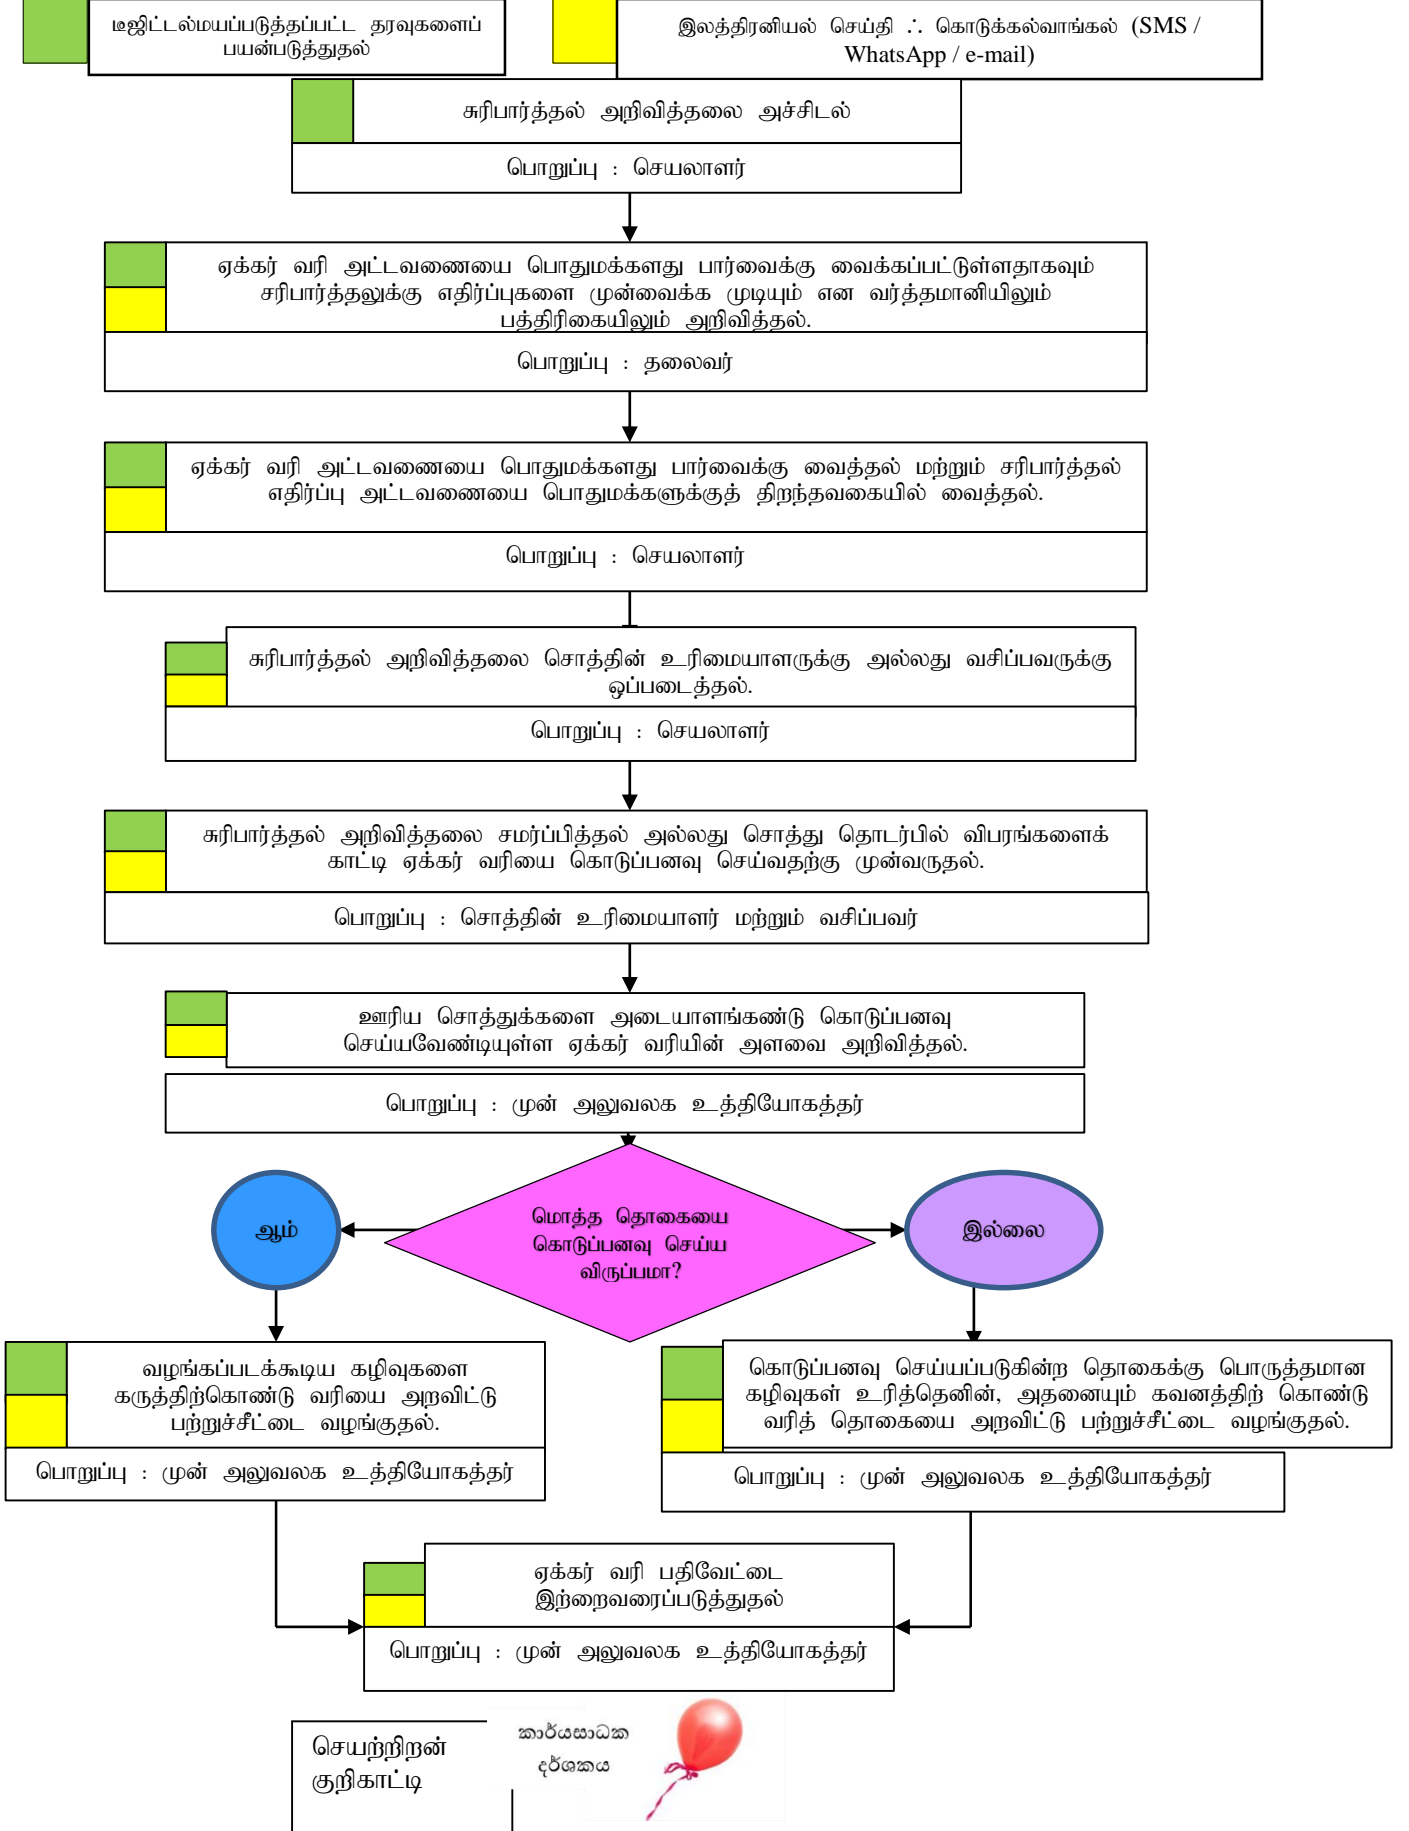 டீஜிட்டல்மயப்படுத்தப்பட்ட தரவுகளைப்
பயன்படுத்துதல்
இலத்திரனியல் செய்தி ஃ கொடுக்கல்வாங்கல் (SMS /
WhatsApp / e-mail)
சுரிபார்த்தல் அறிவித்தலை அச்சிடல்
பொறுப்பு : செயலாளர்
ஏக்கர் வரி அட்டவணையை பொதுமக்களது பார்வைக்கு வைக்கப்பட்டுள்ளதாகவும்
சரிபார்த்தலுக்கு எதிர்ப்புகளை முன்வைக்க முடியும் என வர்த்தமானியிலும்
பத்திரிகையிலும் அறிவித்தல்.
பொறுப்பு : தலைவர்
ஏக்கர் வரி அட்டவணையை பொதுமக்களது பார்வைக்கு வைத்தல் மற்றும் சரிபார்த்தல்
எதிர்ப்பு அட்டவணையை பொதுமக்களுக்குத் திறந்தவகையில் வைத்தல்.
பொறுப்பு : செயலாளர்
சுரிபார்த்தல் அறிவித்தலை சொத்தின் உரிமையாளருக்கு அல்லது வசிப்பவருக்கு
ஒப்படைத்தல்.
பொறுப்பு : செயலாளர்
சுரிபார்த்தல் அறிவித்தலை சமர்ப்பித்தல் அல்லது சொத்து தொடர்பில் விபரங்களைக்
காட்டி ஏக்கர் வரியை கொடுப்பனவு செய்வதற்கு முன்வருதல்.
பொறுப்பு : சொத்தின் உரிமையாளர் மற்றும் வசிப்பவர்
ஊரிய சொத்துக்களை அடையாளங்கண்டு கொடுப்பனவு
செய்யவேண்டியுள்ள ஏக்கர் வரியின் அளவை அறிவித்தல்.
பொறுப்பு : முன் அலுவலக உத்தியோகத்தர்
மொத்த தொகையை
கொடுப்பனவு செய்ய
விருப்பமா?
ஆம்
இல்லை
வழங்கப்படக்கூடிய கழிவுகளை
கருத்திற்கொண்டு வரியை அறவிட்டு
பற்றுச்சீட்டை வழங்குதல்.
பொறுப்பு : முன் அலுவலக உத்தியோகத்தர்
கொடுப்பனவு செய்யப்படுகின்ற தொகைக்கு பொருத்தமான
கழிவுகள் உரித்தெனின், அதனையும் கவனத்திற் கொண்டு
வரித் தொகையை அறவிட்டு பற்றுச்சீட்டை வழங்குதல்.
பொறுப்பு : முன் அலுவலக உத்தியோகத்தர்
ஏக்கர் வரி பதிவேட்டை
இற்றைவரைப்படுத்துதல்
பொறுப்பு : முன் அலுவலக உத்தியோகத்தர்
செயற்றிறன்
குறிகாட்டி
කාර්යසාධක
දර්ශකය